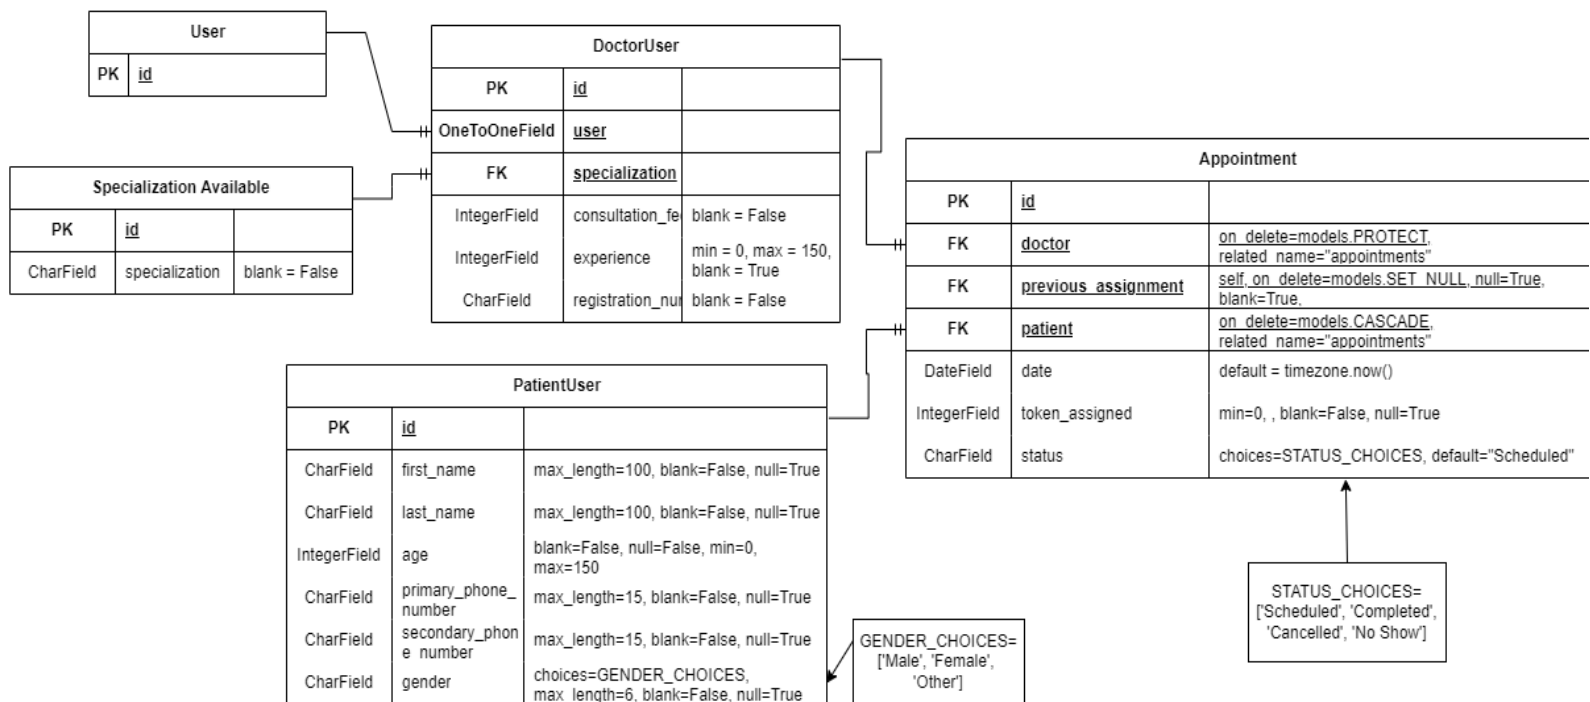 User
PK id
DoctorUser
PK id
OneToOneField user
FK specialization
IntegerField consultation_fe blank = False
IntegerField experience min = 0, max = 150,
blank = True
CharField registration_nu blank = False
Specialization Available
PK id
CharField specialization blank = False
Appointment
PK id
FK doctor on_delete=models.PROTECT,
related_name="appointments"
FK previous_assignment self, on_delete=models.SET_NULL, null=True,
blank=True,
FK patient on_delete=models.CASCADE,
related_name="appointments"
DateField date default = timezone.now()
IntegerField token_assigned min=0, , blank=False, null=True
CharField status choices=STATUS_CHOICES, default="Scheduled"
PatientUser
PK id
CharField first_name max_length=100, blank=False, null=True
CharField last_name max_length=100, blank=False, null=True
IntegerField age blank=False, null=False, min=0,
max=150
CharField primary_phone_
number max_length=15, blank=False, null=True
CharField secondary_phon
e_number max_length=15, blank=False, null=True
CharField gender choices=GENDER_CHOICES,
max_length=6, blank=False, null=True
GENDER_CHOICES=
['Male', 'Female',
'Other']
STATUS_CHOICES=
['Scheduled', 'Completed',
'Cancelled', 'No Show']